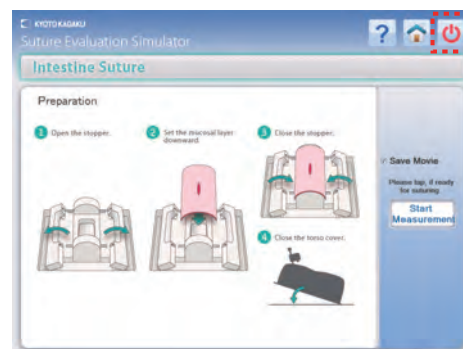 KYOTO KAGAKU
Suture Evaluation Simulator
?
Intestine Suture
Preparation
1 Open the stopper.
2 Set the mucosal layer
downward.
3 Close the stopper.
4 Close the torso cover.
Save Movie
Please tap, if ready
for suturing
Start
Measurement